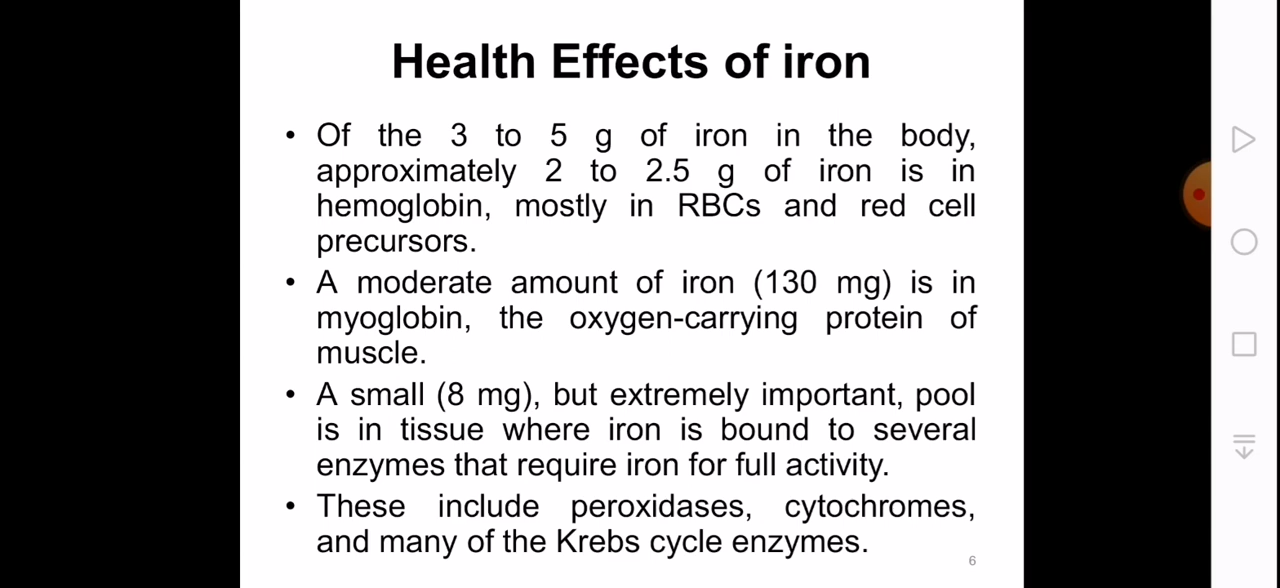 Health Effects of iron
• Of the 3 to 5 g of iron in the body,
approximately 2 to 2.5 g of iron is in
hemoglobin, mostly in RBCs and red cell
precursors.
• A moderate amount of iron (130 mg) is in
myoglobin, the oxygen-carrying protein of
muscle.
• A small (8 mg), but extremely important, pool
is in tissue where iron is bound to several
enzymes that require iron for full activity.
• These include peroxidases, cytochromes,
and many of the Krebs cycle enzymes.
6